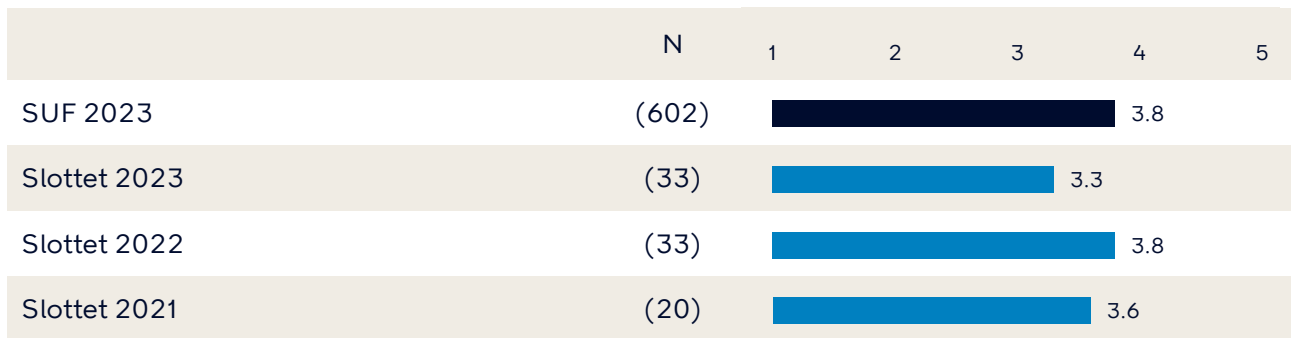 N 1 2 3 4 5
SUF 2023 (602) 3.8
Slottet 2023 (33) 3.3
Slottet 2022 (33) 3.8
Slottet 2021 (20) 3.6